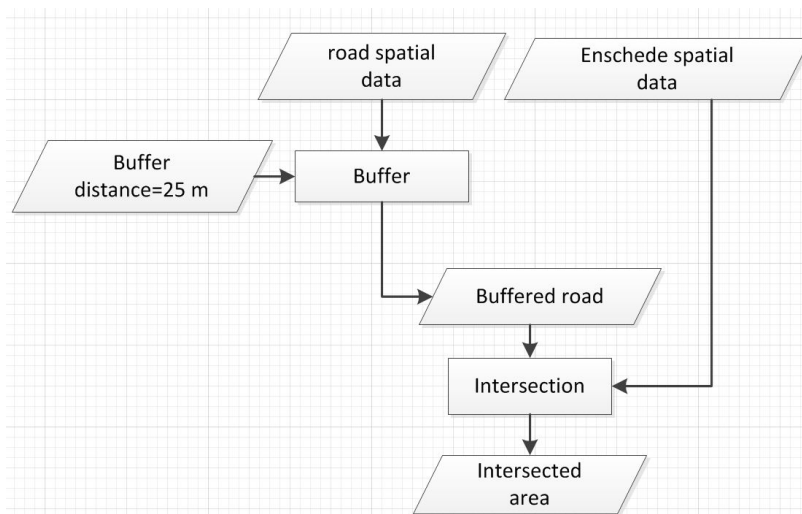 road spatial
data
Enschede spatial
data
Buffer
distance=25 m
Buffer
Buffered road
Intersection
Intersected
area